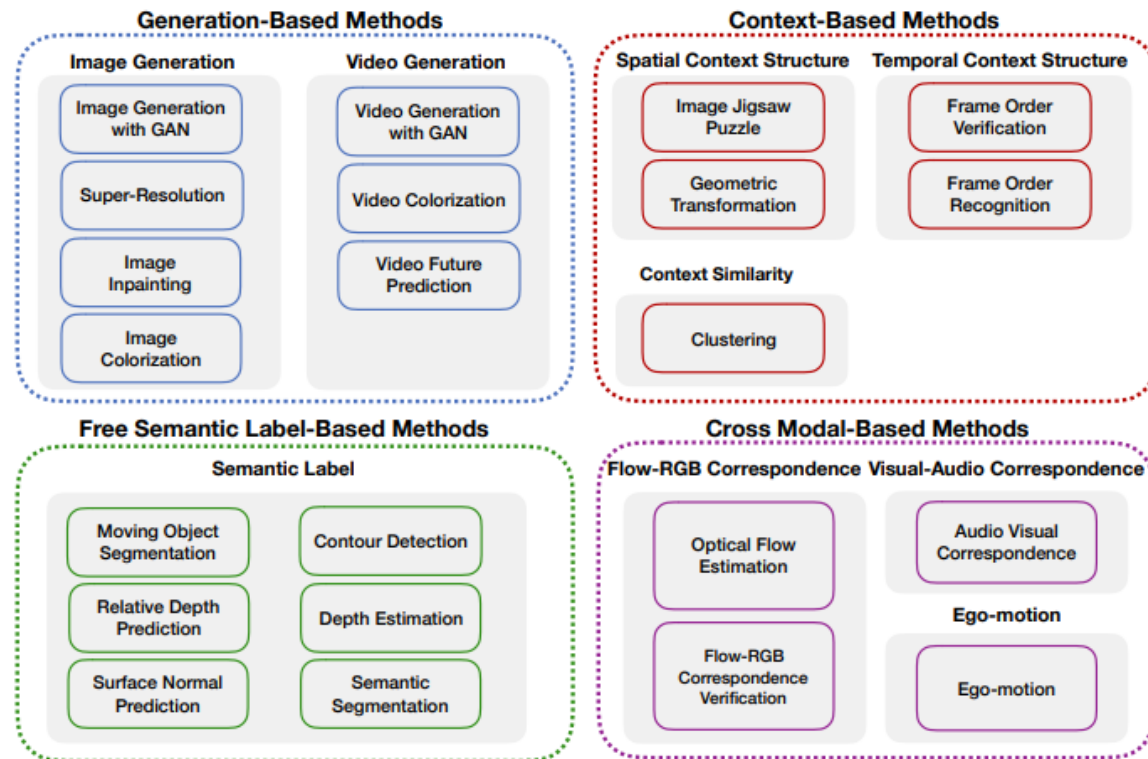 Generation-Based Methods
Image Generation
Image Generation
with GAN
Super-Resolution
Image
Inpainting
Image
Colorization
Video Generation
Video Generation
with GAN
Video Colorization
Video Future
Prediction
Context-Based Methods
Spatial Context Structure
Image Jigsaw
Puzzle
Geometric
Transformation
Temporal Context Structure
Frame Order
Verification
Frame Order
Recognition
Context Similarity
Clustering
Free Semantic Label-Based Methods
Semantic Label
Moving Object
Segmentation
Contour Detection
Relative Depth
Prediction
Depth Estimation
Surface Normal
Prediction
Semantic
Segmentation
Cross Modal-Based Methods
Flow-RGB Correspondence
Optical Flow
Estimation
Flow-RGB
Correspondence
Verification
Visual-Audio Correspondence
Audio Visual
Correspondence
Ego-motion
Ego-motion